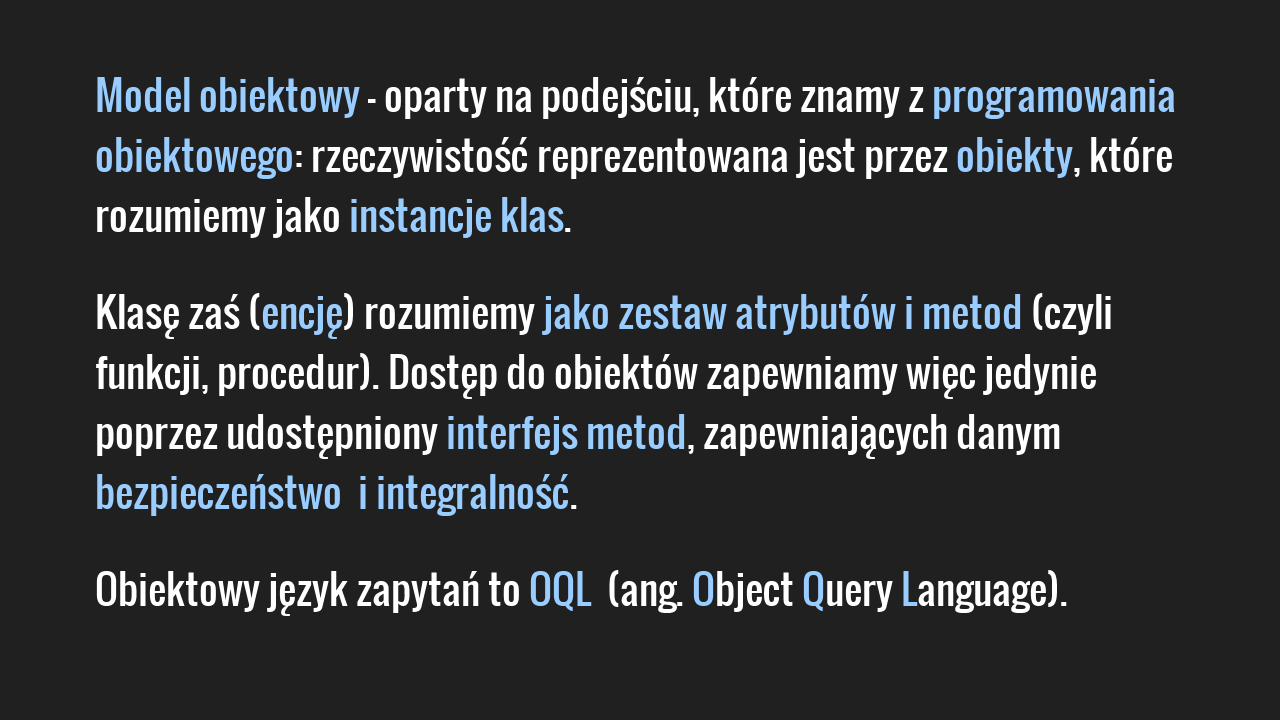 Model obiektowy - oparty na podejściu, które znamy z programowania
obiektowego: rzeczywistość reprezentowana jest przez obiekty, które
rozumiemy jako instancje klas.
Klasę zaś (encję) rozumiemy jako zestaw atrybutów i metod (czyli
funkcji, procedur). Dostęp do obiektów zapewniamy więc jedynie
poprzez udostępniony interfejs metod, zapewniających danym
bezpieczeństwo i integralność.
Obiektowy język zapytań to OQL (ang. Object Query Language).